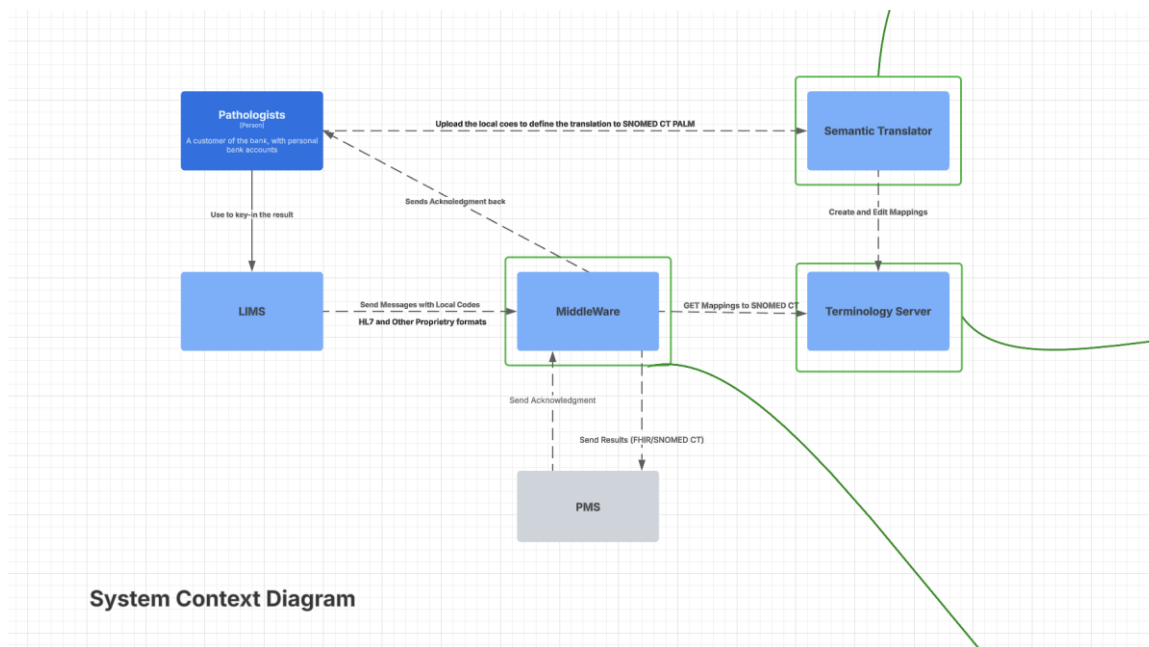 Pathologists
[Person]
A customer of the bank, with personal
bank accounts
Upload the local coes to define the translation to SNOMED CT PALM
Semantic Translator
Sends Acknoledgment back
Use to key-in the result
Create and Edit Mappings
LIMS
Send Messages with Local Codes
HL7 and Other Proprietry formats
MiddleWare
GET Mappings to SNOMED CT
Terminology Server
Send Acknowledgment
Send Results (FHIR/SNOMED CT)
PMS
System Context Diagram